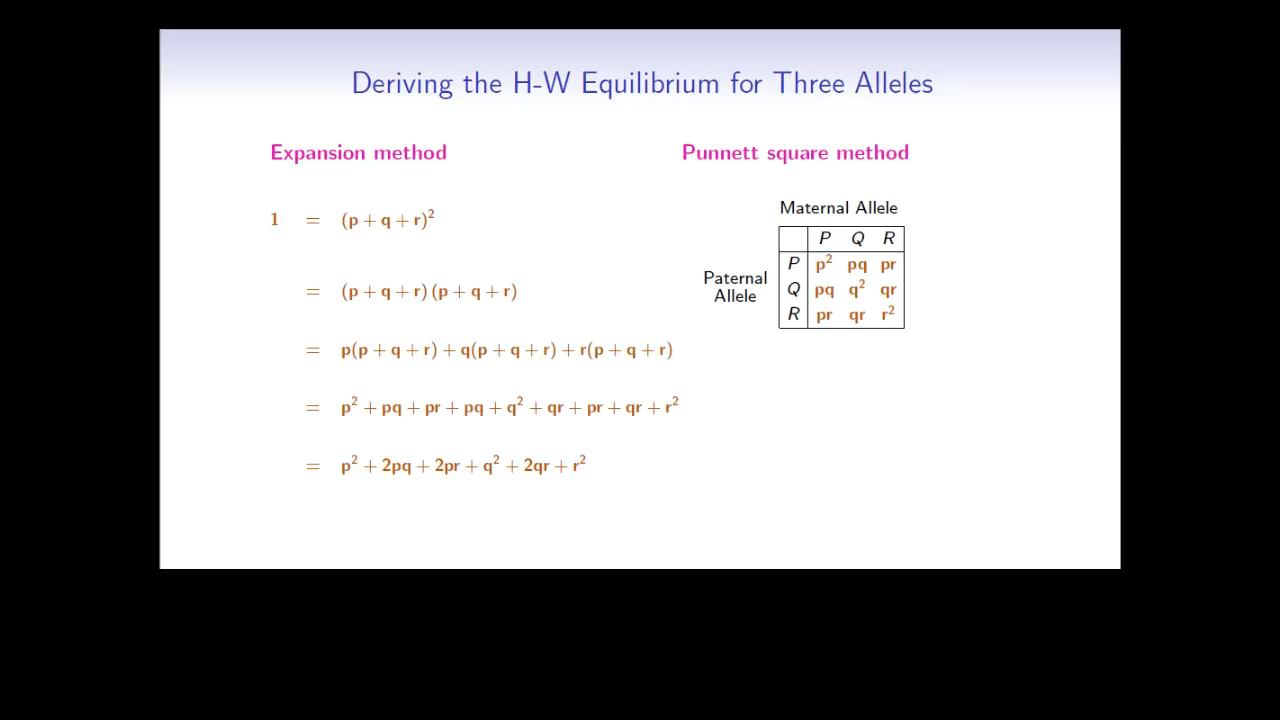 Deriving the H-W Equilibrium for Three Alleles
Expansion method
1 = (p + q + r)²
= (p + q + r) (p + q + r)
= p(p + q + r) + q(p + q + r) + r(p + q + r)
= p² + pq + pr + pq + q² + qr + pr + qr + r²
= p² + 2pq + 2pr + q² + 2qr + r²
Punnett square method
Maternal Allele
P Q R
Paternal
Allele
P p² pq pr
Q pq q² qr
R pr qr r²